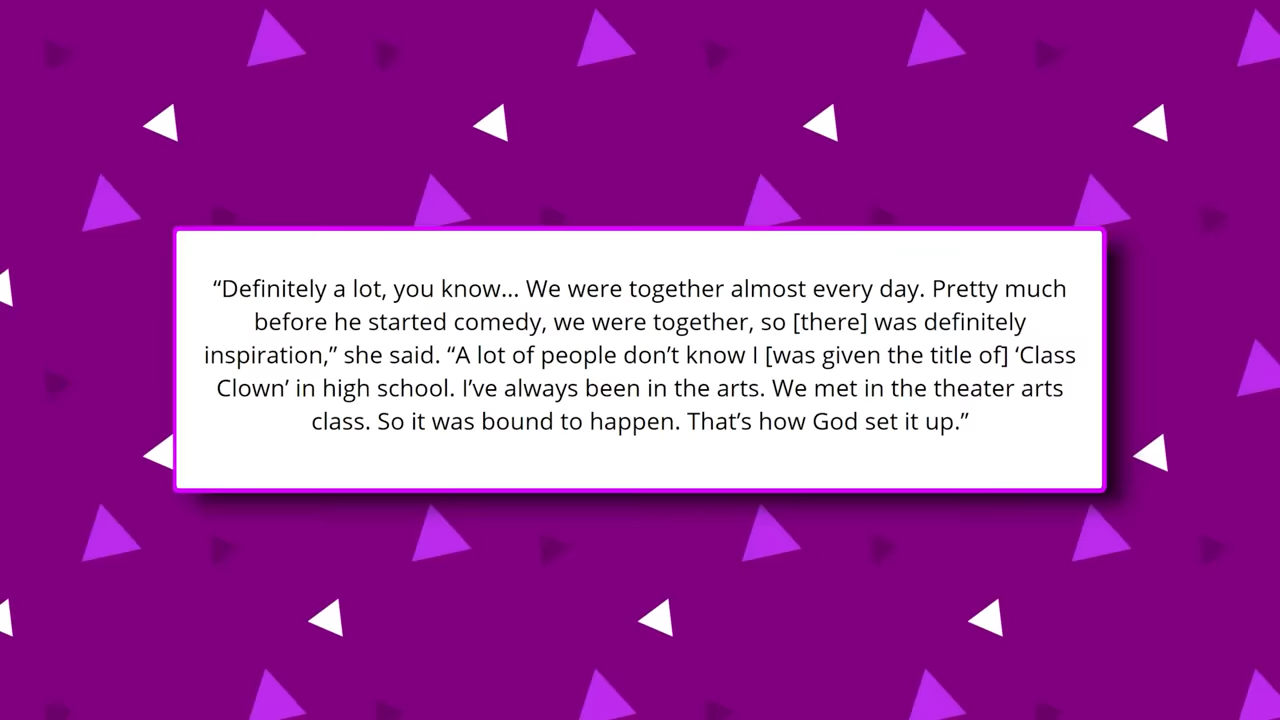 “Definitely a lot, you know... We were together almost every day. Pretty much
before he started comedy, we were together, so [there] was definitely
inspiration,” she said. “A lot of people don’t know I [was given the title of] ‘Class
Clown’ in high school. I’ve always been in the arts. We met in the theater arts
class. So it was bound to happen. That’s how God set it up.”